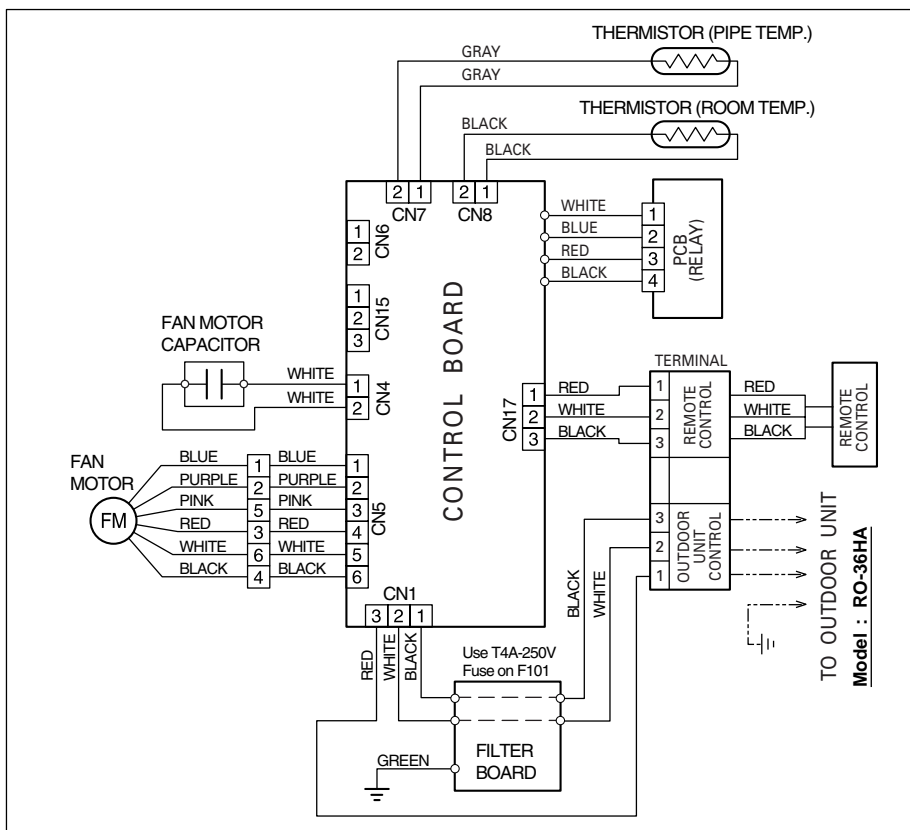 THERMISTOR (PIPE TEMP.)
GRAY
GRAY
THERMISTOR (ROOM TEMP.)
BLACK
BLACK
2 1
CN7
2 1
CN8
1
2
CN6
1
2
3
CN15
WHITE
BLUE
RED
BLACK
1
2
3
4
PCB
(RELAY)
FAN MOTOR
CAPACITOR
WHITE
WHITE
1
2
CN4
CONTROL BOARD
TERMINAL
1
2
3
CN17
RED
WHITE
BLACK
1
2
3
REMOTE
CONTROL
RED
WHITE
BLACK
REMOTE
CONTROL
FAN
MOTOR
FM
BLUE 1 BLUE 1
PURPLE 2 PURPLE 2
PINK 5 PINK 3
RED 3 RED 4
WHITE 6 WHITE 5
BLACK 4 BLACK 6
CN5
3
2
1
OUTDOOR
UNIT
CONTROL
TO OUTDOOR UNIT
Model : RO-36HA
CN1
3 2 1
RED
WHITE
BLACK
BLACK
WHITE
Use T4A-250V
Fuse on F101
GREEN
FILTER
BOARD